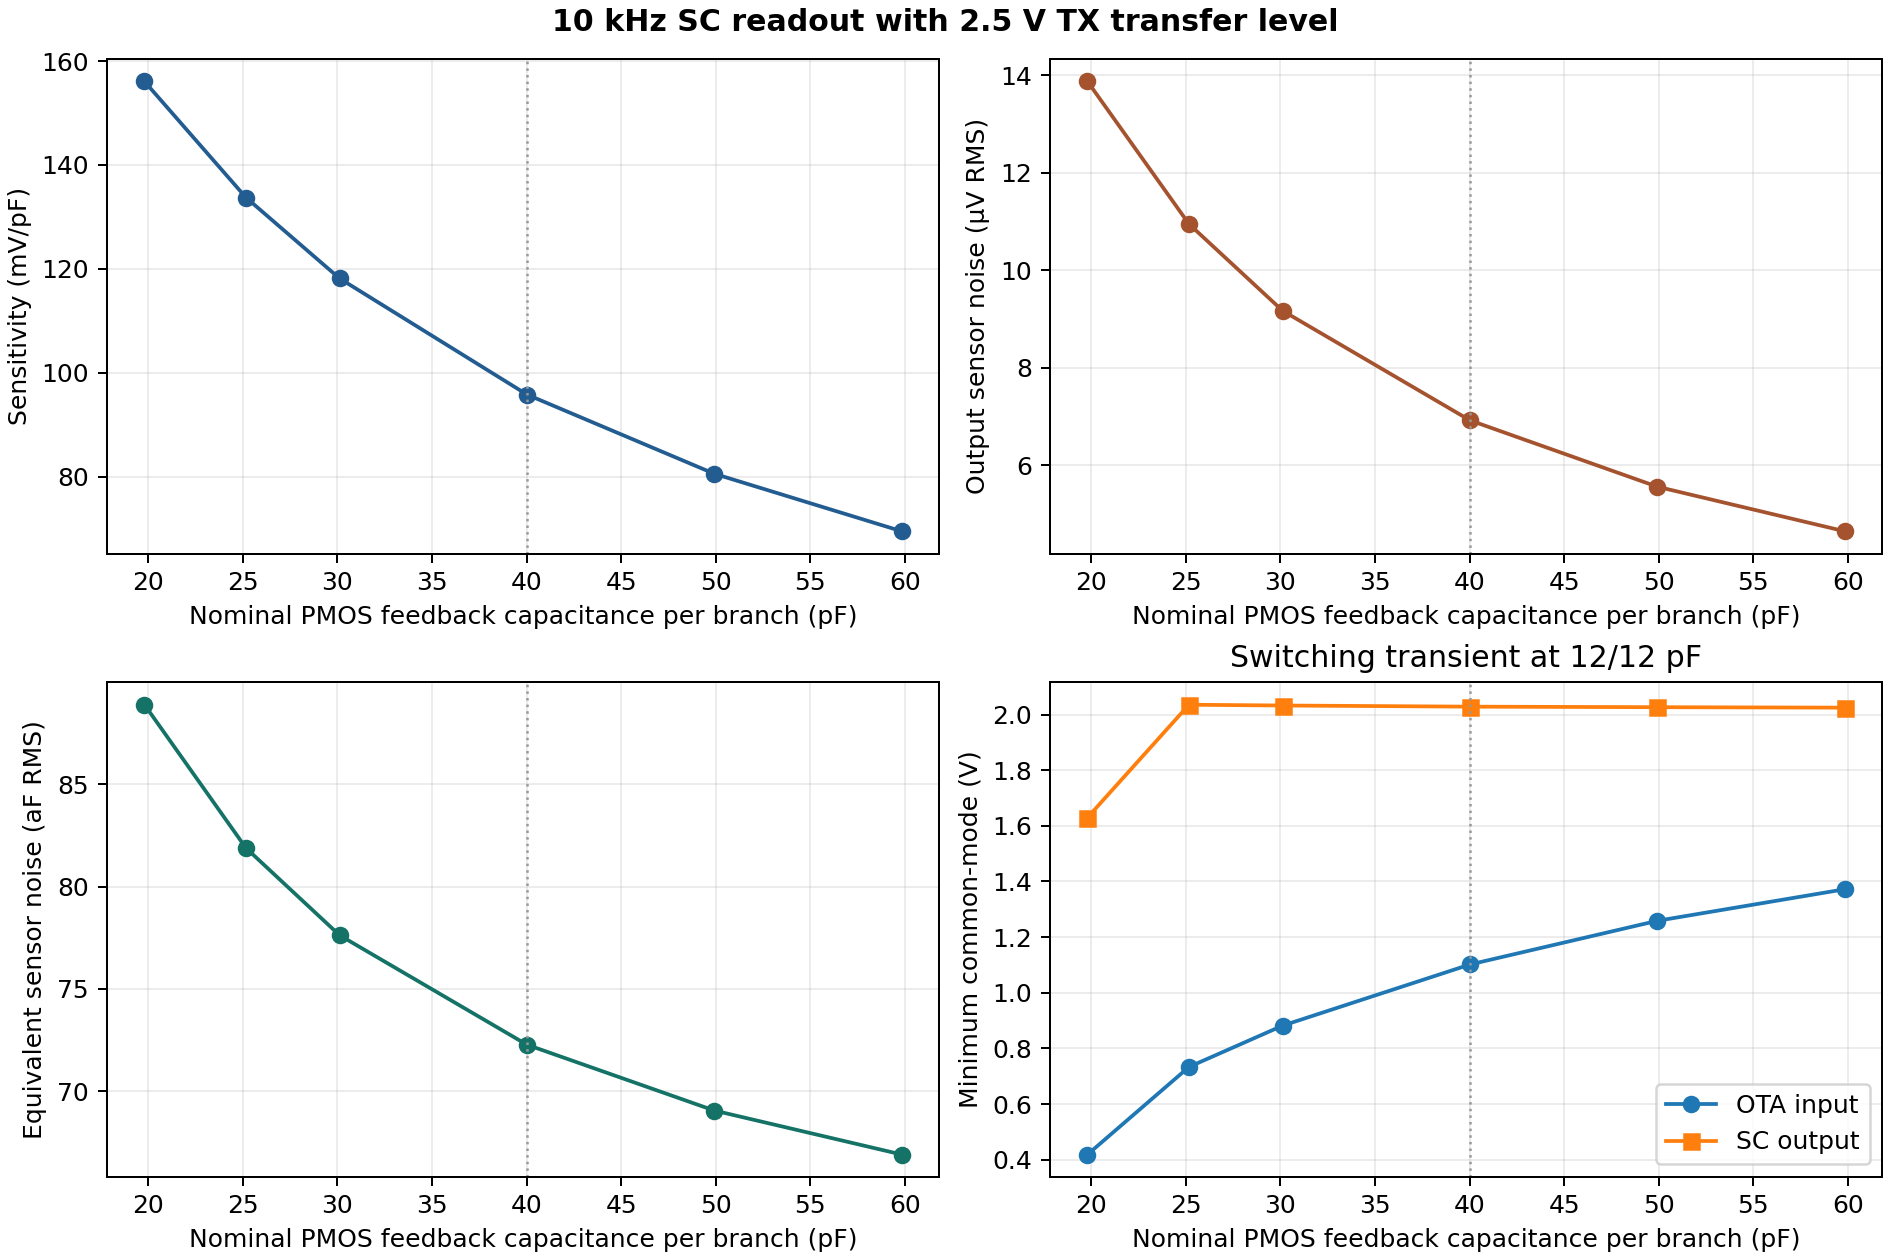 10 kHz SC readout with 2.5 V TX transfer level
160
140
120
100
80
Sensitivity (mV/pF)
20 25 30 35 40 45 50 55 60
Nominal PMOS feedback capacitance per branch (pF)
14
12
10
8
6
Output sensor noise (µV RMS)
20 25 30 35 40 45 50 55 60
Nominal PMOS feedback capacitance per branch (pF)
85
80
75
70
Equivalent sensor noise (aF RMS)
20 25 30 35 40 45 50 55 60
Nominal PMOS feedback capacitance per branch (pF)
Switching transient at 12/12 pF
2.0
1.8
1.6
1.4
1.2
1.0
0.8
0.6
0.4
Minimum common-mode (V)
OTA input
SC output
20 25 30 35 40 45 50 55 60
Nominal PMOS feedback capacitance per branch (pF)